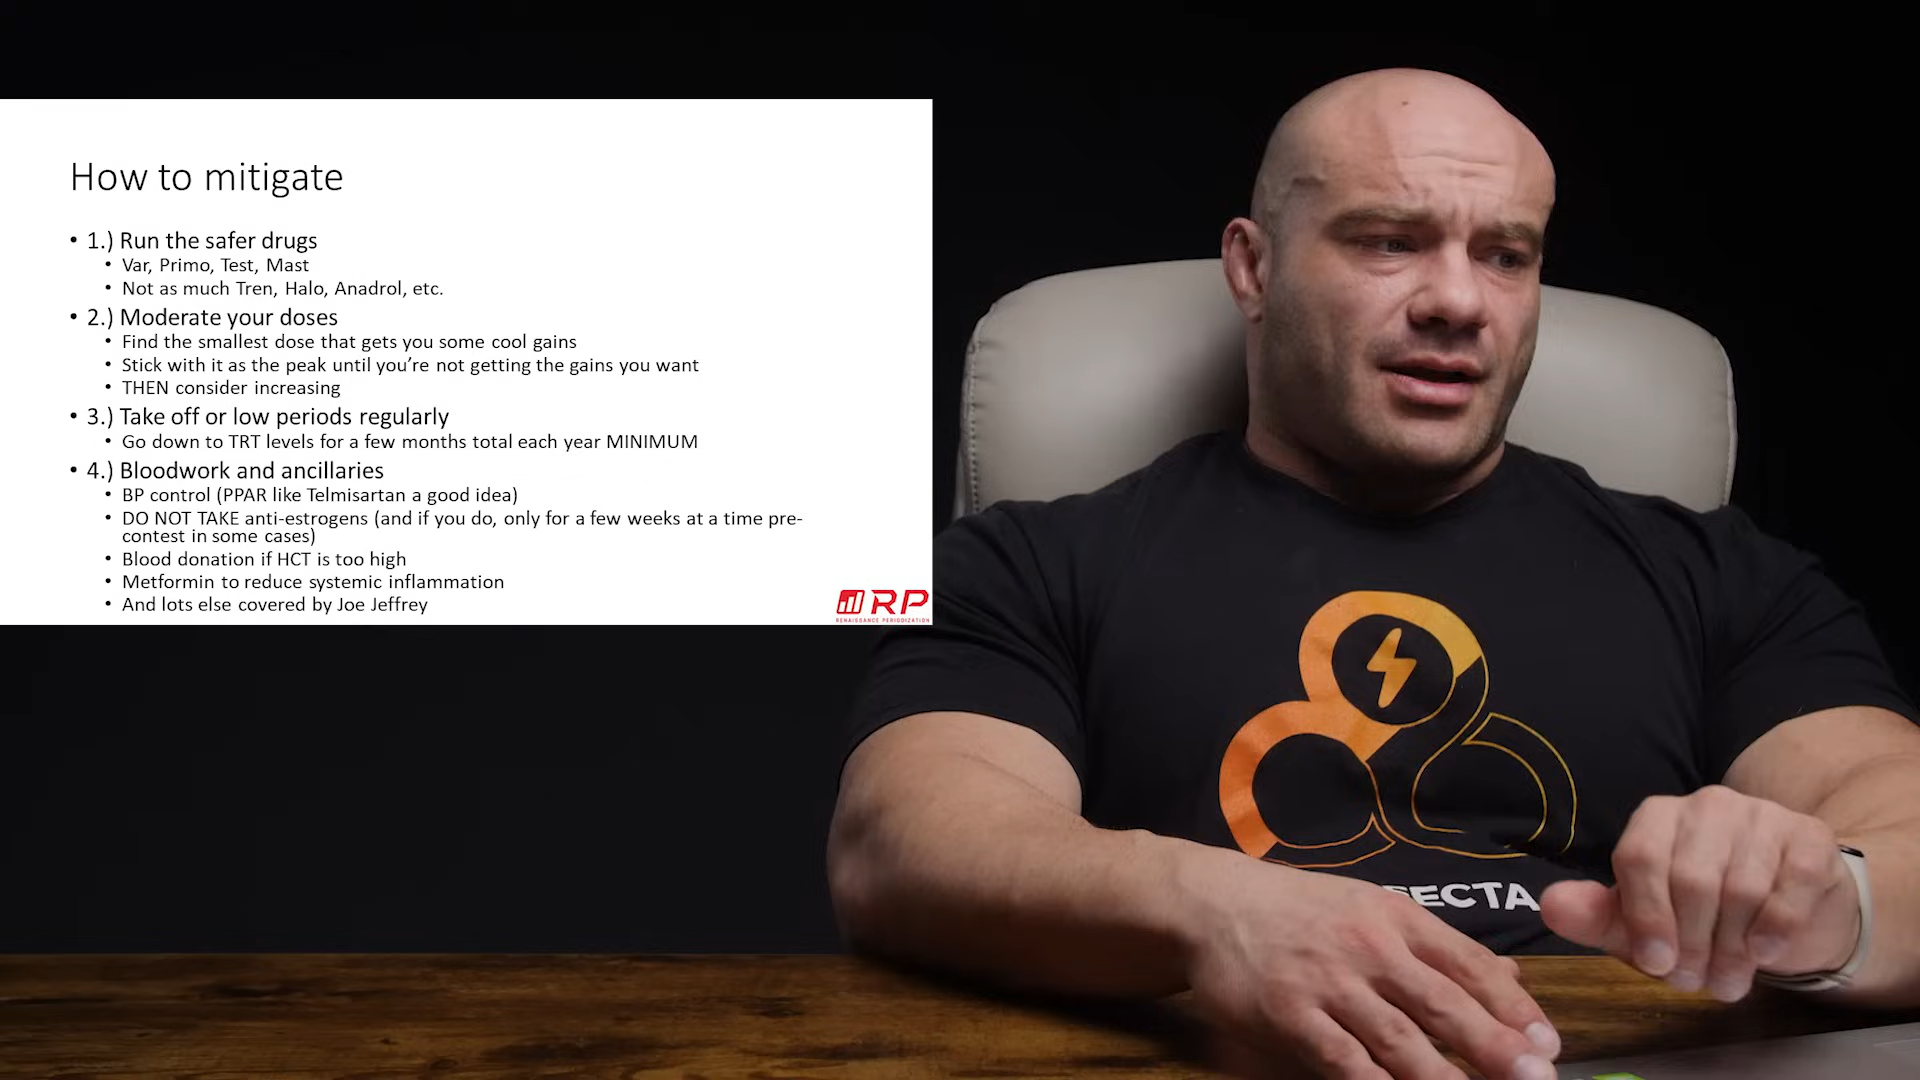 How to mitigate
• 1.) Run the safer drugs
• Var, Primo, Test, Mast
• Not as much Tren, Halo, Anadrol, etc.
• 2.) Moderate your doses
• Find the smallest dose that gets you some cool gains
• Stick with it as the peak until you’re not getting the gains you want
• THEN consider increasing
• 3.) Take off or low periods regularly
• Go down to TRT levels for a few months total each year MINIMUM
• 4.) Bloodwork and ancillaries
• BP control (PPAR like Telmisartan a good idea)
• DO NOT TAKE anti-estrogens (and if you do, only for a few weeks at a time pre-
contest in some cases)
• Blood donation if HCT is too high
• Metformin to reduce systemic inflammation
• And lots else covered by Joe Jeffrey
RP
RENAISSANCE PERIODIZATION
ECTA